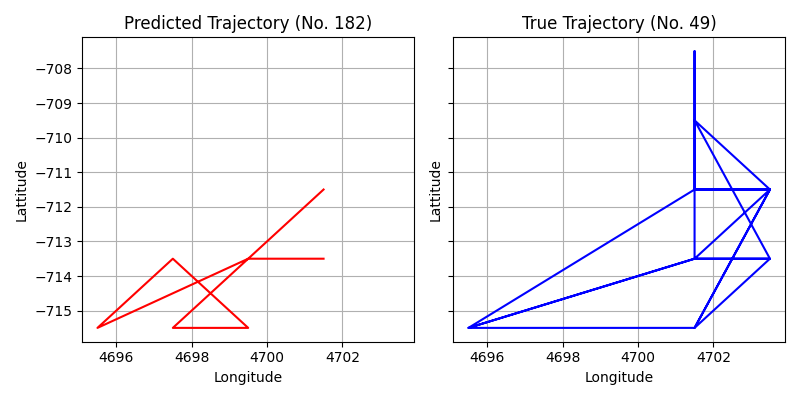 Predicted Trajectory (No. 182)
True Trajectory (No. 49)
−708
−709
−710
−711
−712
−713
−714
−715
Lattitude
Lattitude
4696
4698
4700
4702
4696
4698
4700
4702
Longitude
Longitude